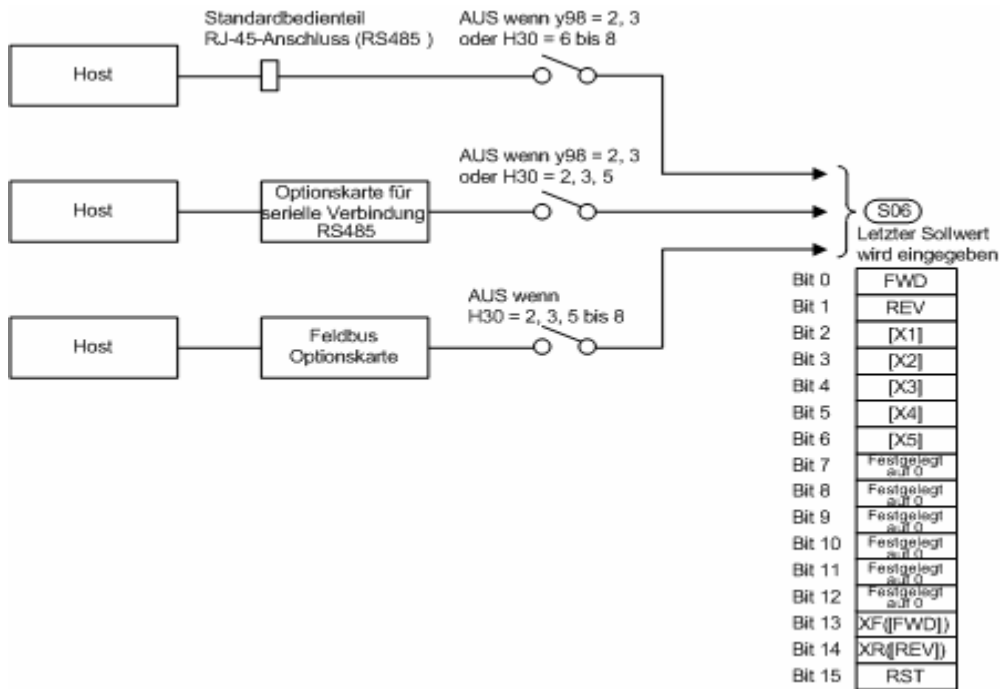 Standardbedienteil
RJ-45-Anschluss (RS485 )
AUS wenn y98 = 2, 3
oder H30 = 6 bis 8
Host
AUS wenn y98 = 2, 3
oder H30 = 2, 3, 5
Host
Optionskarte für
serielle Verbindung
RS485
S06
Letzter Sollwert
wird eingegeben
AUS wenn
H30 = 2, 3, 5 bis 8
Host
Feldbus
Optionskarte
Bit 0 FWD
Bit 1 REV
Bit 2 [X1]
Bit 3 [X2]
Bit 4 [X3]
Bit 5 [X4]
Bit 6 [X5]
Bit 7 Festgelegt auf 0
Bit 8 Festgelegt auf 0
Bit 9 Festgelegt auf 0
Bit 10 Festgelegt auf 0
Bit 11 Festgelegt auf 0
Bit 12 Festgelegt auf 0
Bit 13 XF([FWD])
Bit 14 XR([REV])
Bit 15 RST